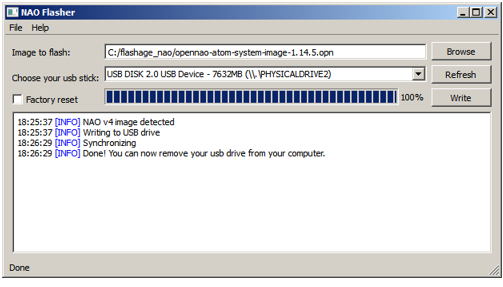 NAO Flasher
File Help
Image to flash: C:/flashage_nao/opennao-atom-system-image-1.14.5.opn Browse
Choose your usb stick: USB DISK 2.0 USB Device - 7632MB (\\.\PHYSICALDRIVE2) Refresh
Factory reset 100% Write
18:25:37 [INFO] NAO v4 image detected
18:25:37 [INFO] Writing to USB drive
18:26:29 [INFO] Synchronizing
18:26:29 [INFO] Done! You can now remove your usb drive from your computer.
Done